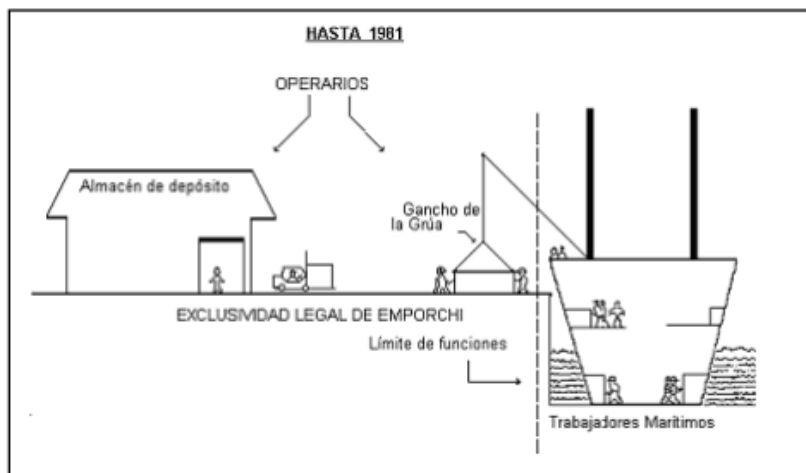 HASTA 1981
OPERARIOS
Almacén de depósito
Gancho de
la Grúa
EXCLUSIVIDAD LEGAL DE EMPORCHI
Límite de funciones
Trabajadores Marítimos